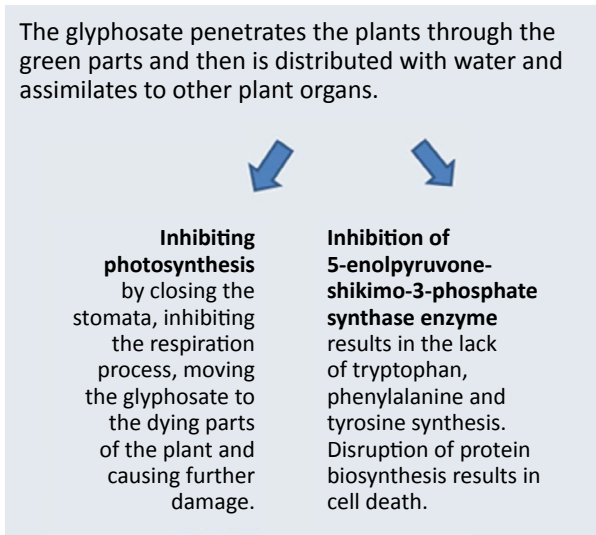 The glyphosate penetrates the plants through the
green parts and then is distributed with water and
assimilates to other plant organs.
Inhibiting
photosynthesis
by closing the
stomata, inhibiting
the respiration
process, moving
the glyphosate to
the dying parts
of the plant and
causing further
damage.
Inhibition of
5-enolpyruvone-
shikimo-3-phosphate
synthase enzyme
results in the lack
of tryptophan,
phenylalanine and
tyrosine synthesis.
Disruption of protein
biosynthesis results in
cell death.